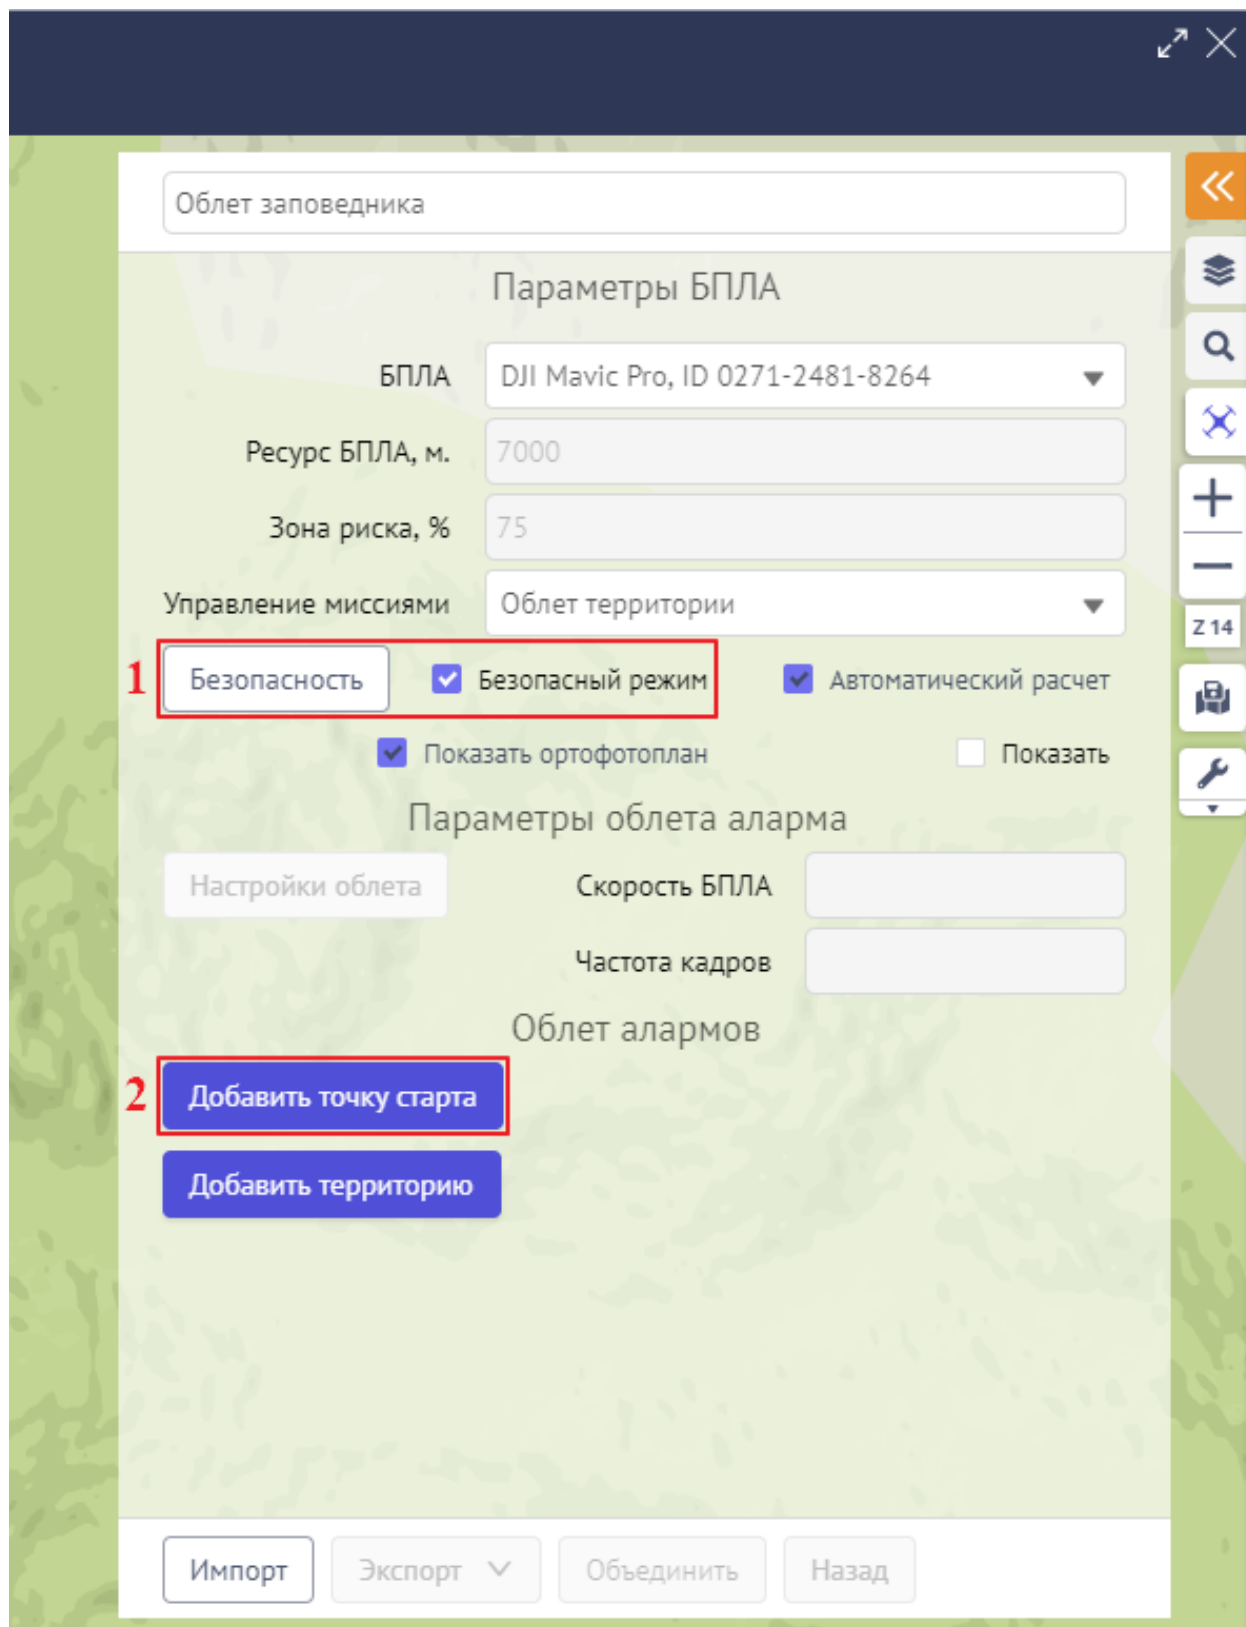 Облет заповедника
Параметры БПЛА
БПЛА DJI Mavic Pro, ID 0271-2481-8264
Ресурс БПЛА, м. 7000
Зона риска, % 75
Управление миссиями Облет территории
Z 14
1 Безопасность Безопасный режим Автоматический расчет
Показать ортофотоплан Показать
Параметры облета аларма
Настройки облета Скорость БПЛА
Частота кадров
Облет алармов
2 Добавить точку старта
Добавить территорию
Импорт Экспорт Объединить Назад